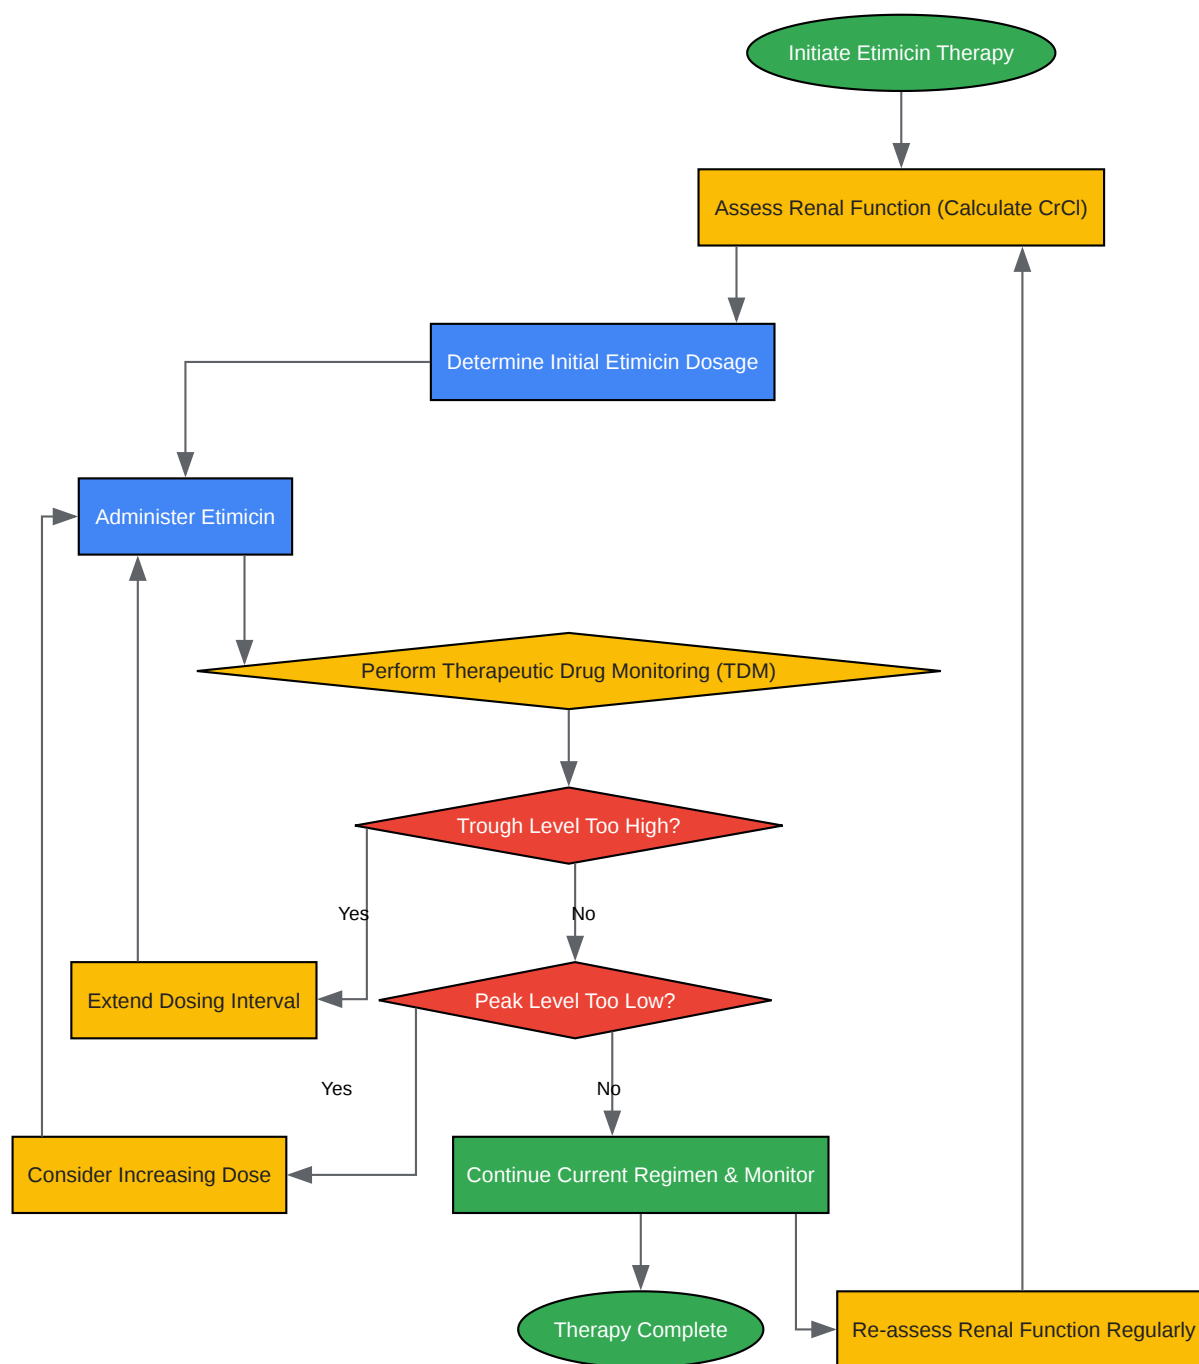 Initiate Etimicin Therapy
Assess Renal Function (Calculate CrCl)
Determine Initial Etimicin Dosage
Administer Etimicin
Perform Therapeutic Drug Monitoring (TDM)
Trough Level Too High?
Yes
No
Extend Dosing Interval
Peak Level Too Low?
Yes
No
Consider Increasing Dose
Continue Current Regimen & Monitor
Therapy Complete
Re-assess Renal Function Regularly